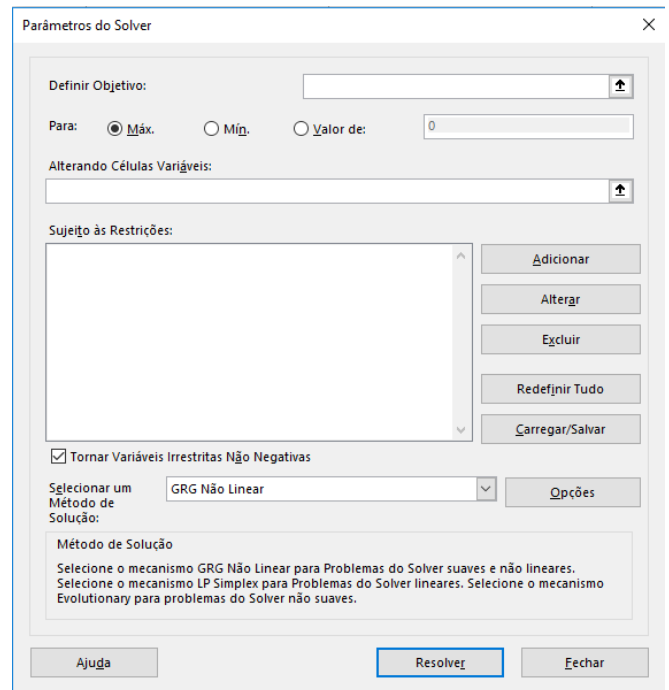 Parâmetros do Solver
Definir Objetivo:
Para: Máx. Mín. Valor de: 0
Alterando Células Variáveis:
Sujeito às Restrições:
Adicionar
Alterar
Excluir
Redefinir Tudo
Carregar/Salvar
Tornar Variáveis Irrestritas Não Negativas
Selecionar um
Método de
Solução:
GRG Não Linear
Opções
Método de Solução
Selecione o mecanismo GRG Não Linear para Problemas do Solver suaves e não lineares.
Selecione o mecanismo LP Simplex para Problemas do Solver lineares. Selecione o mecanismo
Evolutionary para problemas do Solver não suaves.
Ajuda
Resolver
Fechar